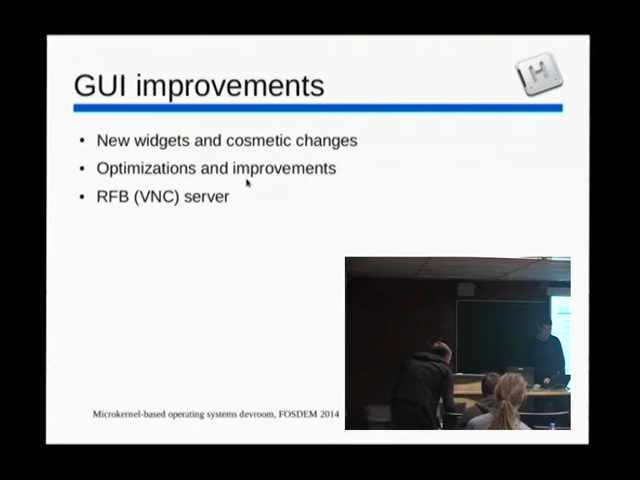 GUI improvements
H
• New widgets and cosmetic changes
• Optimizations and improvements
• RFB (VNC) server
Microkernel-based operating systems devroom, FOSDEM 2014